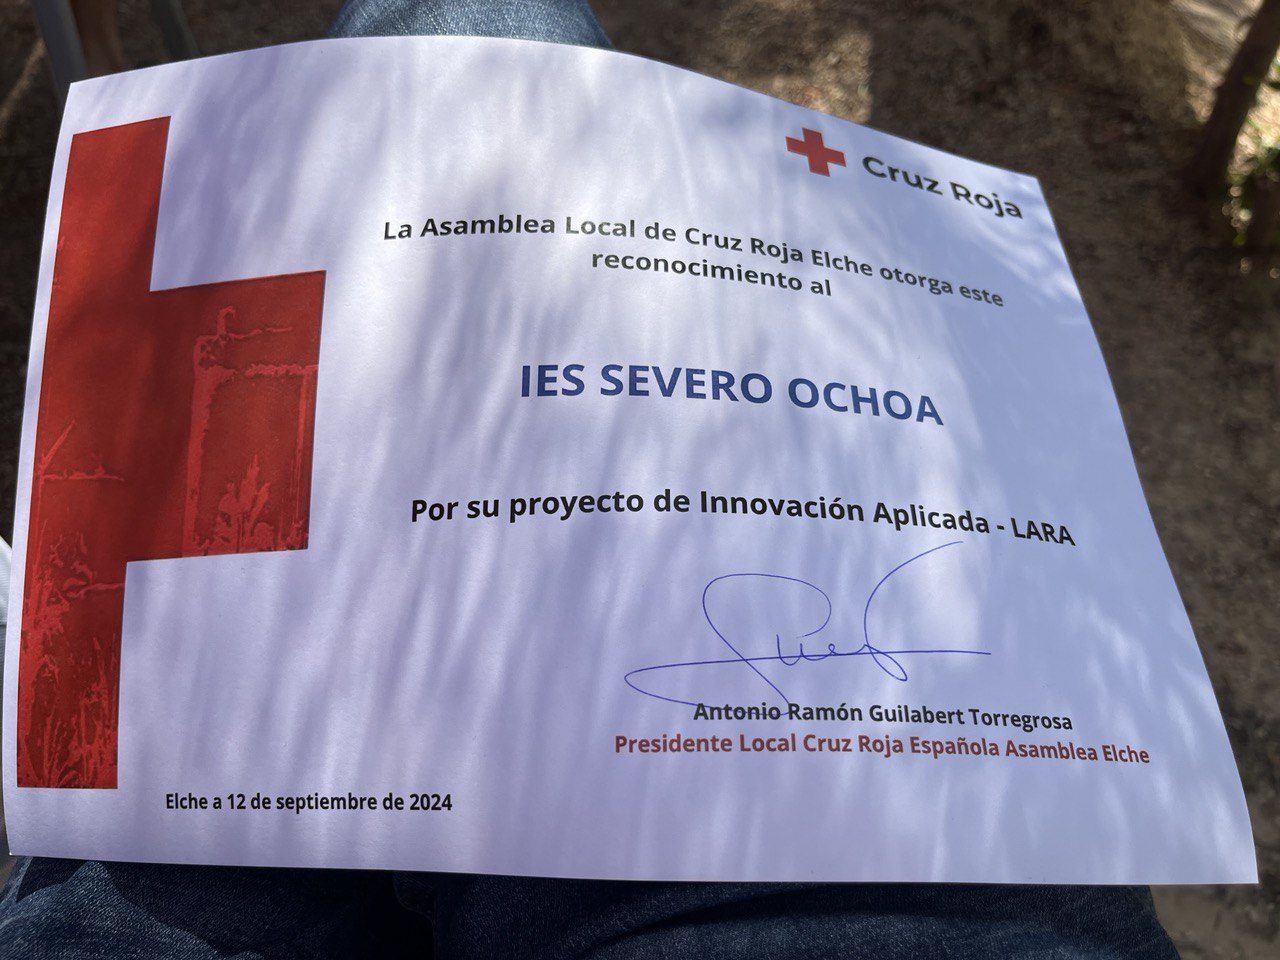 Cruz Roja
La Asamblea Local de Cruz Roja Elche otorga este
reconocimiento al
IES SEVERO OCHOA
Por su proyecto de Innovación Aplicada - LARA
Antonio Ramón Guilabert Torregrosa
Presidente Local Cruz Roja Española Asamblea Elche
Elche a 12 de septiembre de 2024